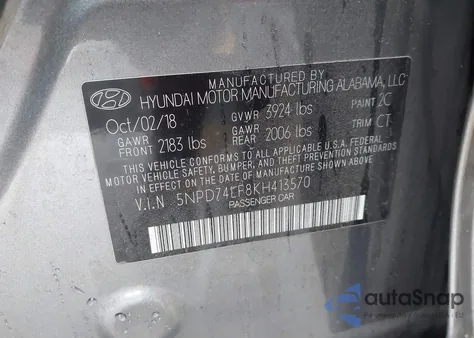 MANUFACTURED BY
HYUNDAI MOTOR MANUFACTURING ALABAMA, LLC
Oct/02/18 GVWR 3924 lbs PAINT 2C
GAWR FRONT 2183 lbs GAWR REAR 2006 lbs TRIM CT
THIS VEHICLE CONFORMS TO ALL APPLICABLE U.S. FEDERAL
MOTOR VEHICLE SAFETY, BUMPER, AND THEFT PREVENTION STANDARDS
IN EFFECT ON THE DATE OF MANUFACTURE SHOWN ABOVE.
V.I.N 5NPD74LF8KH413570
PASSENGER CAR
autoSnap